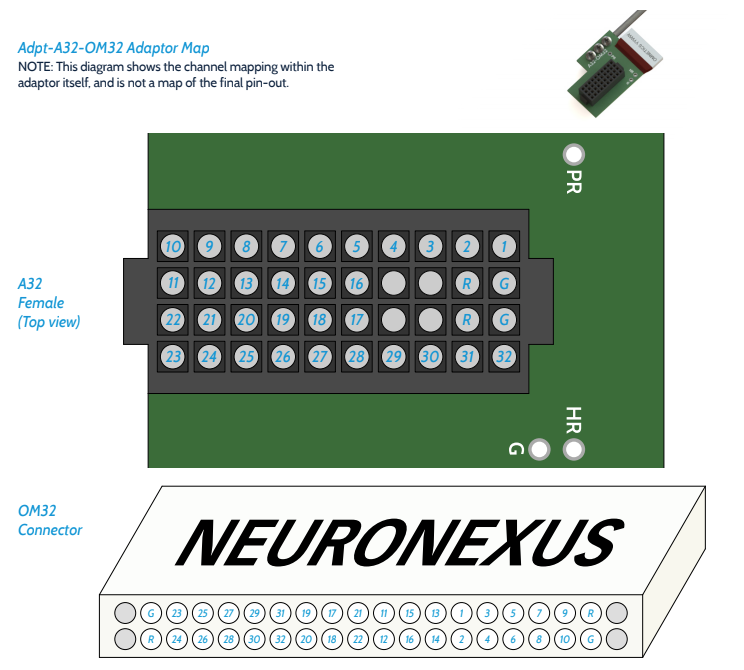 Adpt-A32-OM32 Adaptor Map
NOTE: This diagram shows the channel mapping within the
adaptor itself, and is not a map of the final pin-out.
PR
A32
Female
(Top view)
10 9 8 7 6 5 4 3 2 1
11 12 13 14 15 16 R G
22 21 20 19 18 17 R G
23 24 25 26 27 28 29 30 31 32
HR
G
OM32
Connector
NEURONEXUS
G 23 25 27 29 31 19 17 21 11 15 13 1 3 5 7 9 R
R 24 26 28 30 32 20 18 22 12 16 14 2 4 6 8 10 G